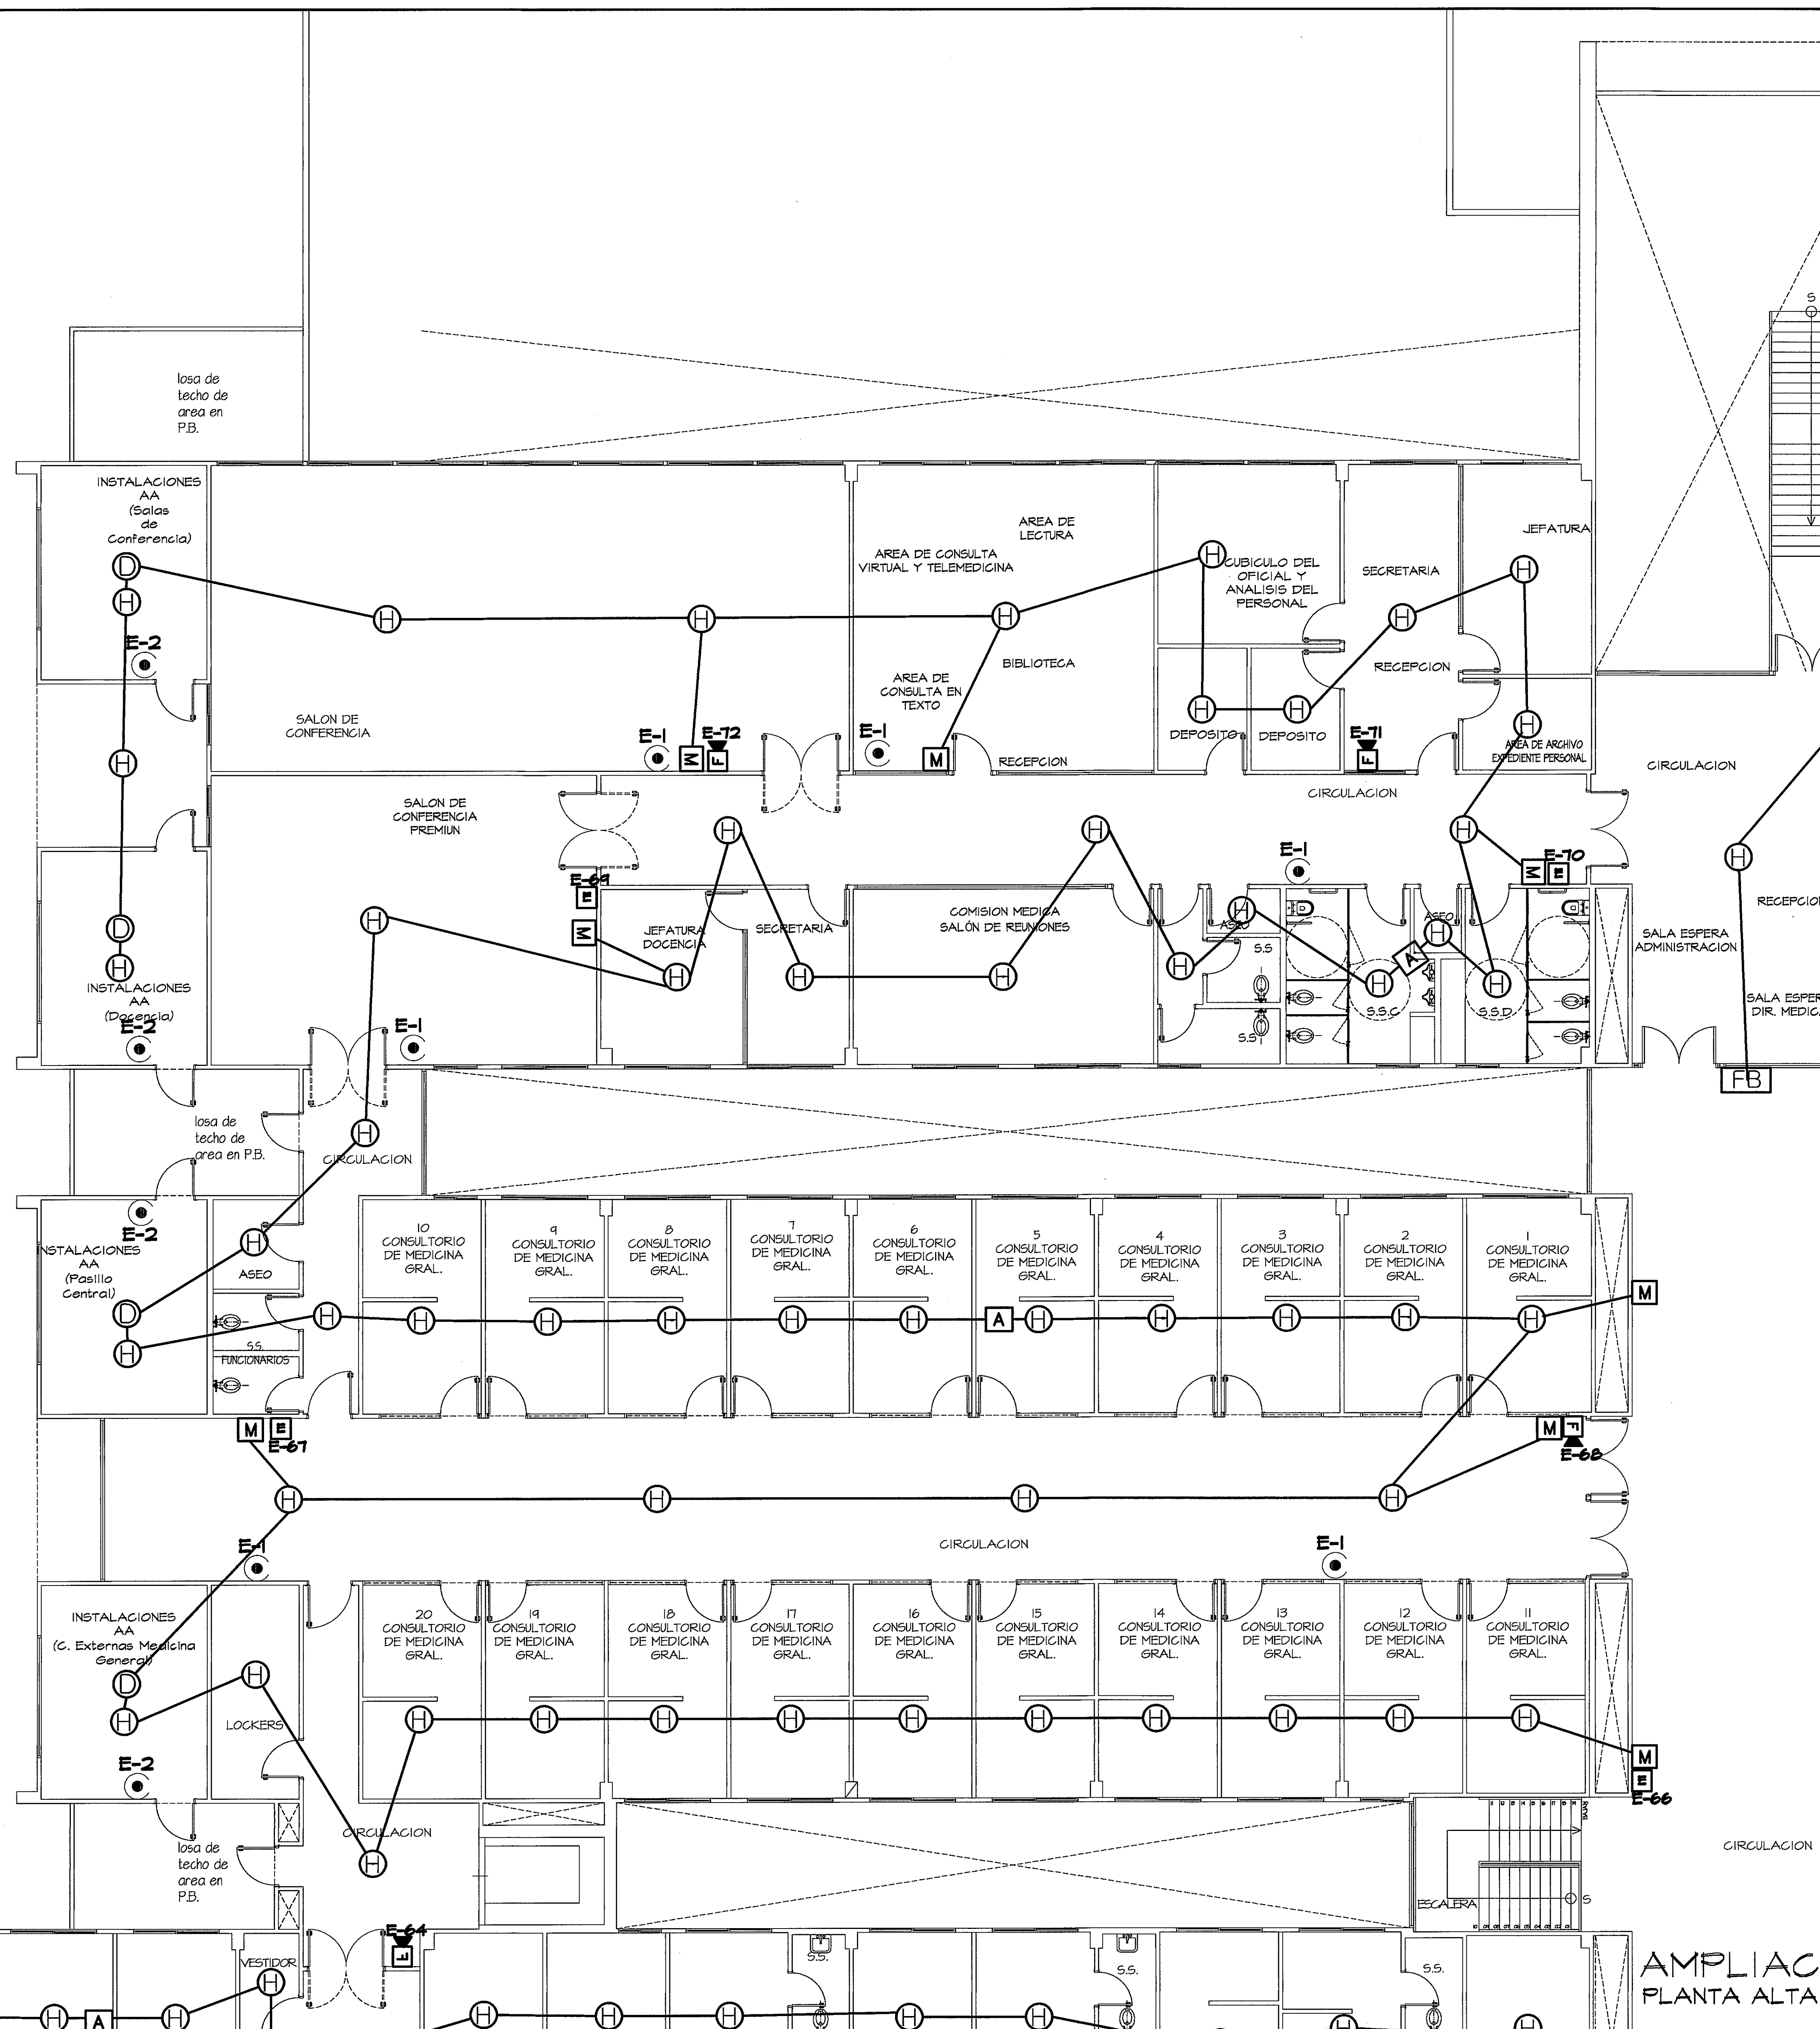 S
losa de
techo de
area en
P.B.
INSTALACIONES
AA
(Salas
de
Conferencia)
D
H
E-2
H
H
H
H
AREA DE
LECTURA
AREA DE CONSULTA
VIRTUAL Y TELEMEDICINA
H
CUBICULO DEL
OFICIAL Y
ANALISIS DEL
PERSONAL
SECRETARIA
JEFATURA
H
H
BIBLIOTECA
RECEPCION
AREA DE
CONSULTA EN
TEXTO
SALON DE
CONFERENCIA
E-1
M
E-72
F
E-1
M
RECEPCION
H
DEPOSITO
H
DEPOSITO
E-71
F
H
AREA DE ARCHIVO
EXPEDIENTE PERSONAL
CIRCULACION
CIRCULACION
SALON DE
CONFERENCIA
PREMIUN
H
H
E-1
H
M
E-70
E
H
E-69
E
M
H
JEFATURA
DOCENCIA
SECRETARIA
COMISION MEDICA
SALÓN DE REUNIONES
H
ASEO
S.S
ASEO
H
A
RECEPCION
SALA ESPERA
ADMINISTRACION
D
H
INSTALACIONES
AA
(Docencia)
E-2
E-1
H
H
H
H
H
H
S.S.C
S.S.D
S.S
SALA ESPER
DIR. MEDIC
FB
losa de
techo de
area en P.B.
H
CIRCULACION
E-2
NSTALACIONES
AA
(Pasillo
Central)
D
H
H
ASEO
S.S.
FUNCIONARIOS
10
CONSULTORIO
DE MEDICINA
GRAL.
9
CONSULTORIO
DE MEDICINA
GRAL.
8
CONSULTORIO
DE MEDICINA
GRAL.
7
CONSULTORIO
DE MEDICINA
GRAL.
6
CONSULTORIO
DE MEDICINA
GRAL.
5
CONSULTORIO
DE MEDICINA
GRAL.
4
CONSULTORIO
DE MEDICINA
GRAL.
3
CONSULTORIO
DE MEDICINA
GRAL.
2
CONSULTORIO
DE MEDICINA
GRAL.
1
CONSULTORIO
DE MEDICINA
GRAL.
M
H H H H H H A H H H H H
M
E
E-67
M
F
E-68
H
H
H
H
CIRCULACION
E-1
E-1
INSTALACIONES
AA
(C. Externas Medicina
General)
D
H
E-2
H
LOCKERS
20
CONSULTORIO
DE MEDICINA
GRAL.
19
CONSULTORIO
DE MEDICINA
GRAL.
18
CONSULTORIO
DE MEDICINA
GRAL.
17
CONSULTORIO
DE MEDICINA
GRAL.
16
CONSULTORIO
DE MEDICINA
GRAL.
15
CONSULTORIO
DE MEDICINA
GRAL.
14
CONSULTORIO
DE MEDICINA
GRAL.
13
CONSULTORIO
DE MEDICINA
GRAL.
12
CONSULTORIO
DE MEDICINA
GRAL.
11
CONSULTORIO
DE MEDICINA
GRAL.
H H H H H H H H H H
M
E
E-66
losa de
techo de
area en
P.B.
CIRCULACION
H
CIRCULACION
ESCALERA
S
E-64
F
VESTIDOR
H
S.S.
S.S.
S.S.
AMPLIAC
PLANTA ALTA
H A H H H H H H H H